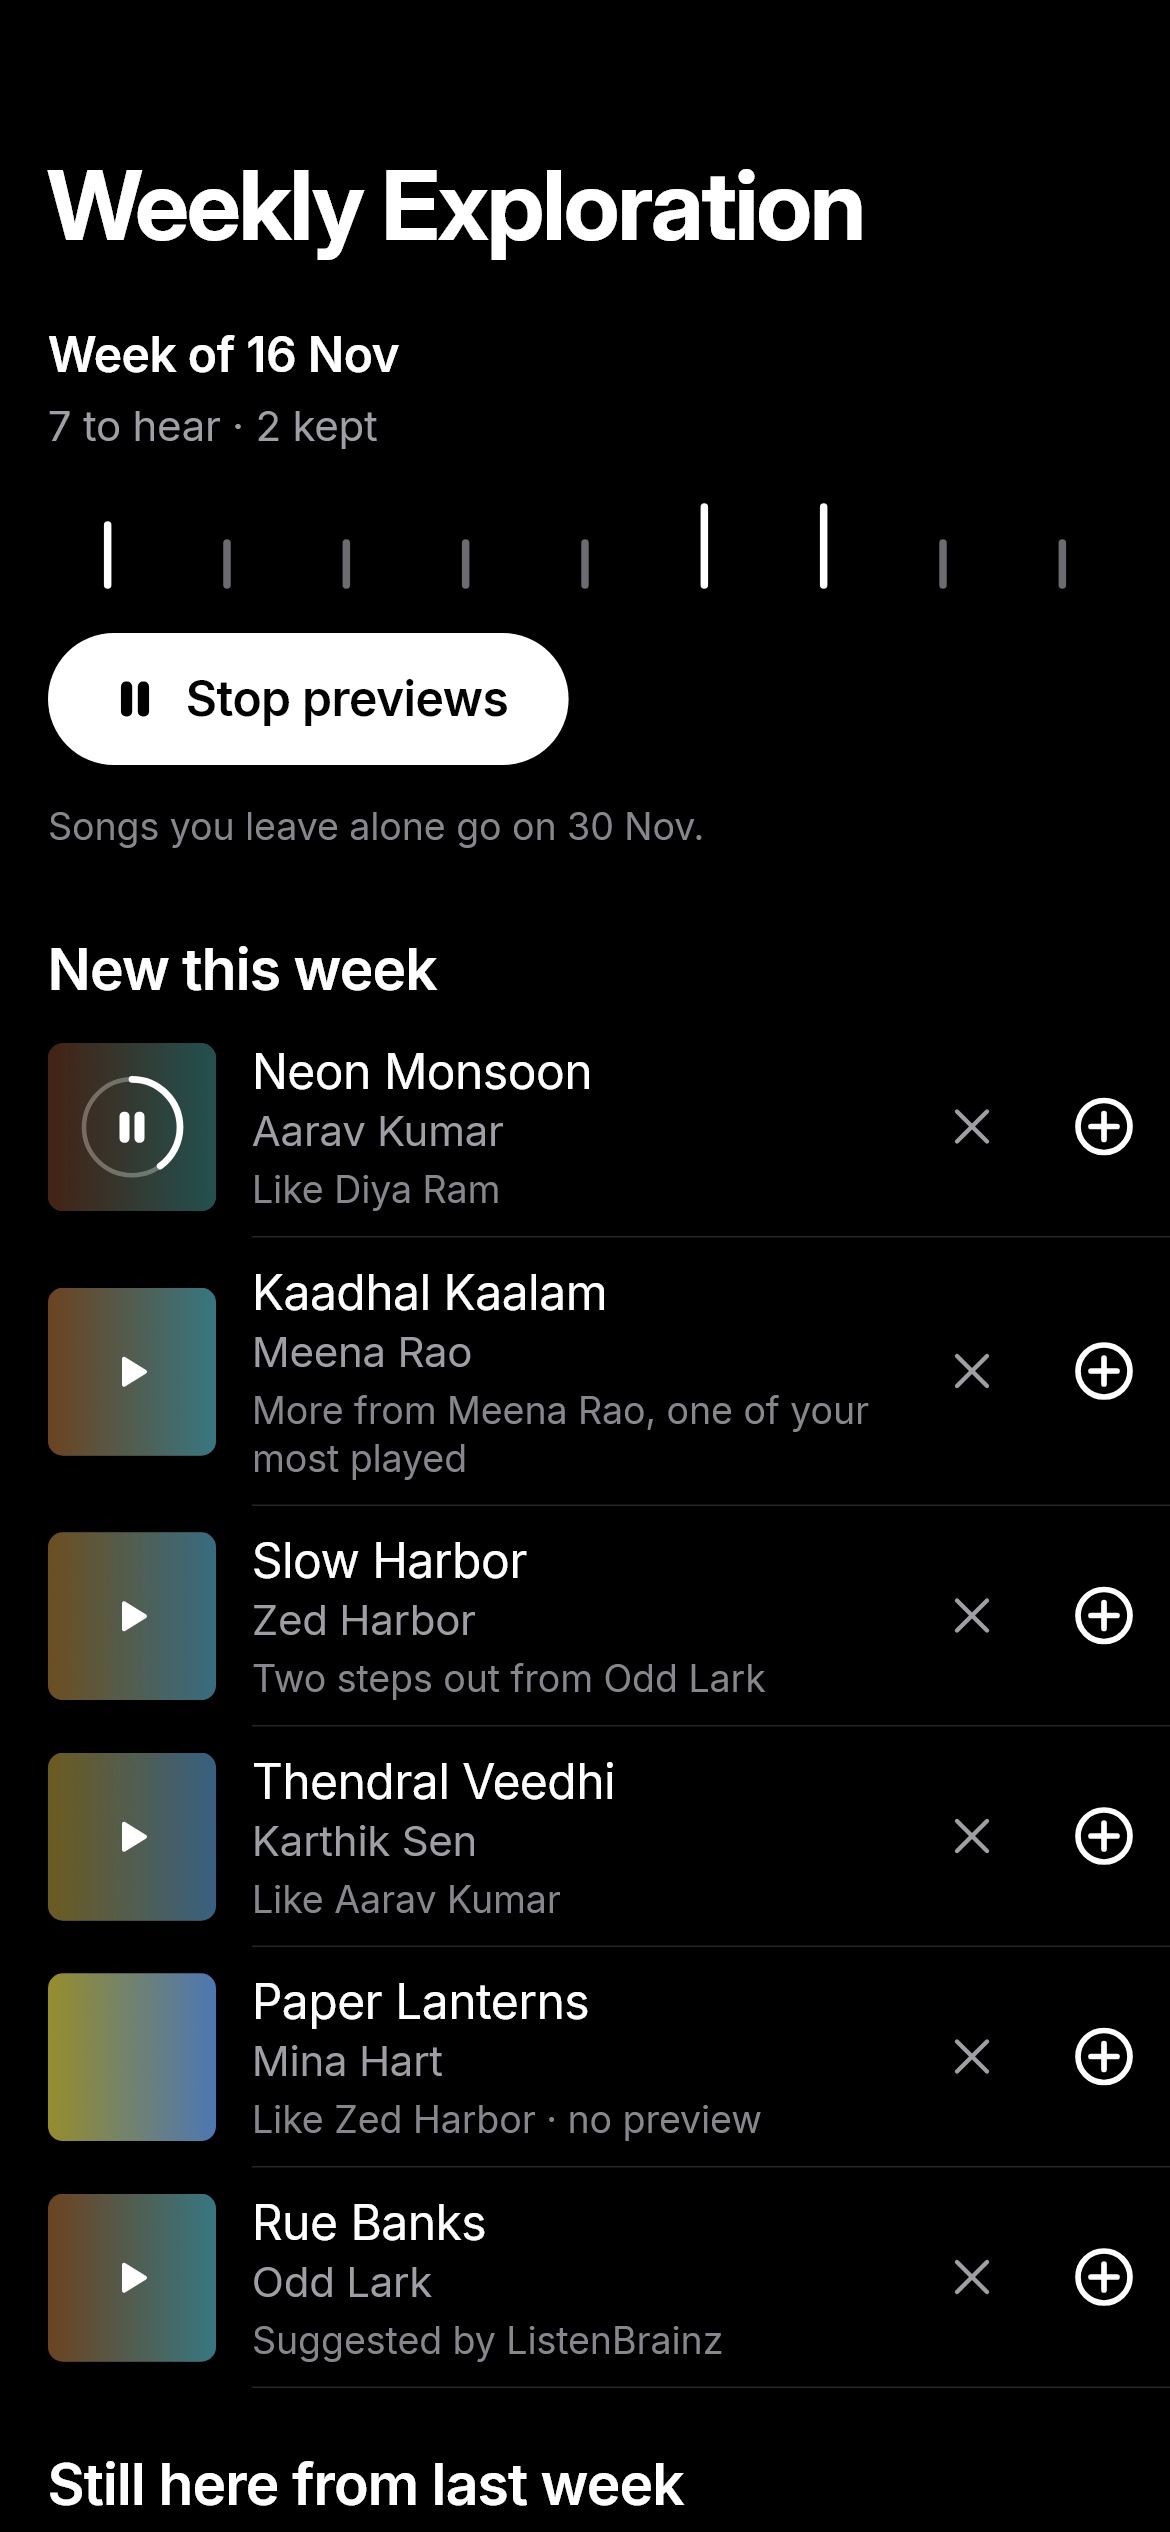 Weekly Exploration
Week of 16 Nov
7 to hear · 2 kept
Stop previews
Songs you leave alone go on 30 Nov.
New this week
Neon Monsoon
Aarav Kumar
Like Diya Ram
Kaadhal Kaalam
Meena Rao
More from Meena Rao, one of your
most played
Slow Harbor
Zed Harbor
Two steps out from Odd Lark
Thendral Veedhi
Karthik Sen
Like Aarav Kumar
Paper Lanterns
Mina Hart
Like Zed Harbor · no preview
Rue Banks
Odd Lark
Suggested by ListenBrainz
Still here from last week